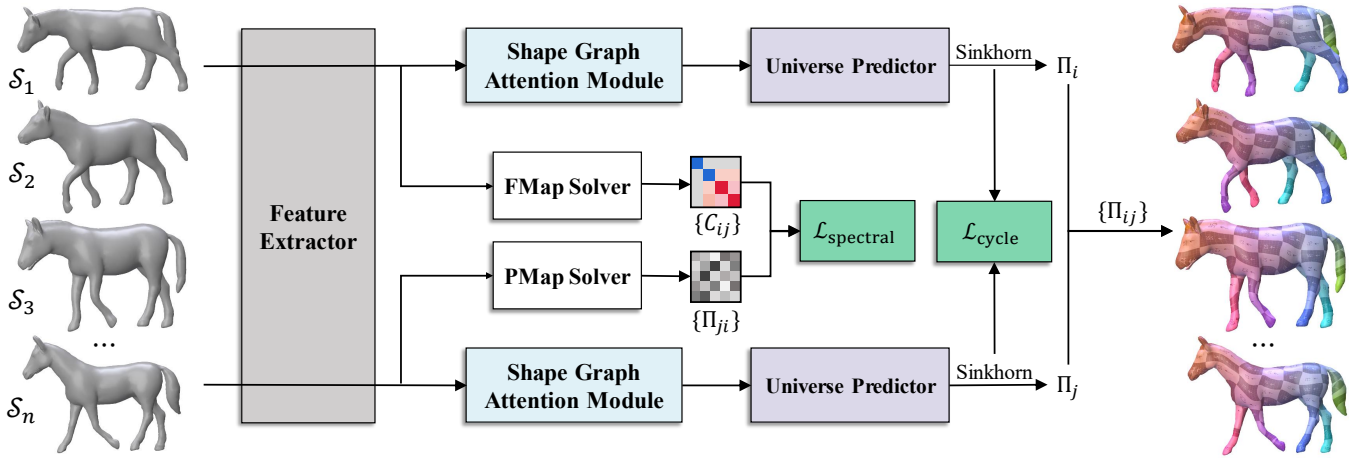 𝒮₁
𝒮₂
𝒮₃
...
𝒮ₙ
Feature
Extractor
Shape Graph
Attention Module
Universe Predictor
Sinkhorn
Πᵢ
FMap Solver
{Cᵢⱼ}
PMap Solver
{Πⱼᵢ}
ℒspectral
ℒcycle
{Πᵢⱼ}
Shape Graph
Attention Module
Universe Predictor
Sinkhorn
Πⱼ
...